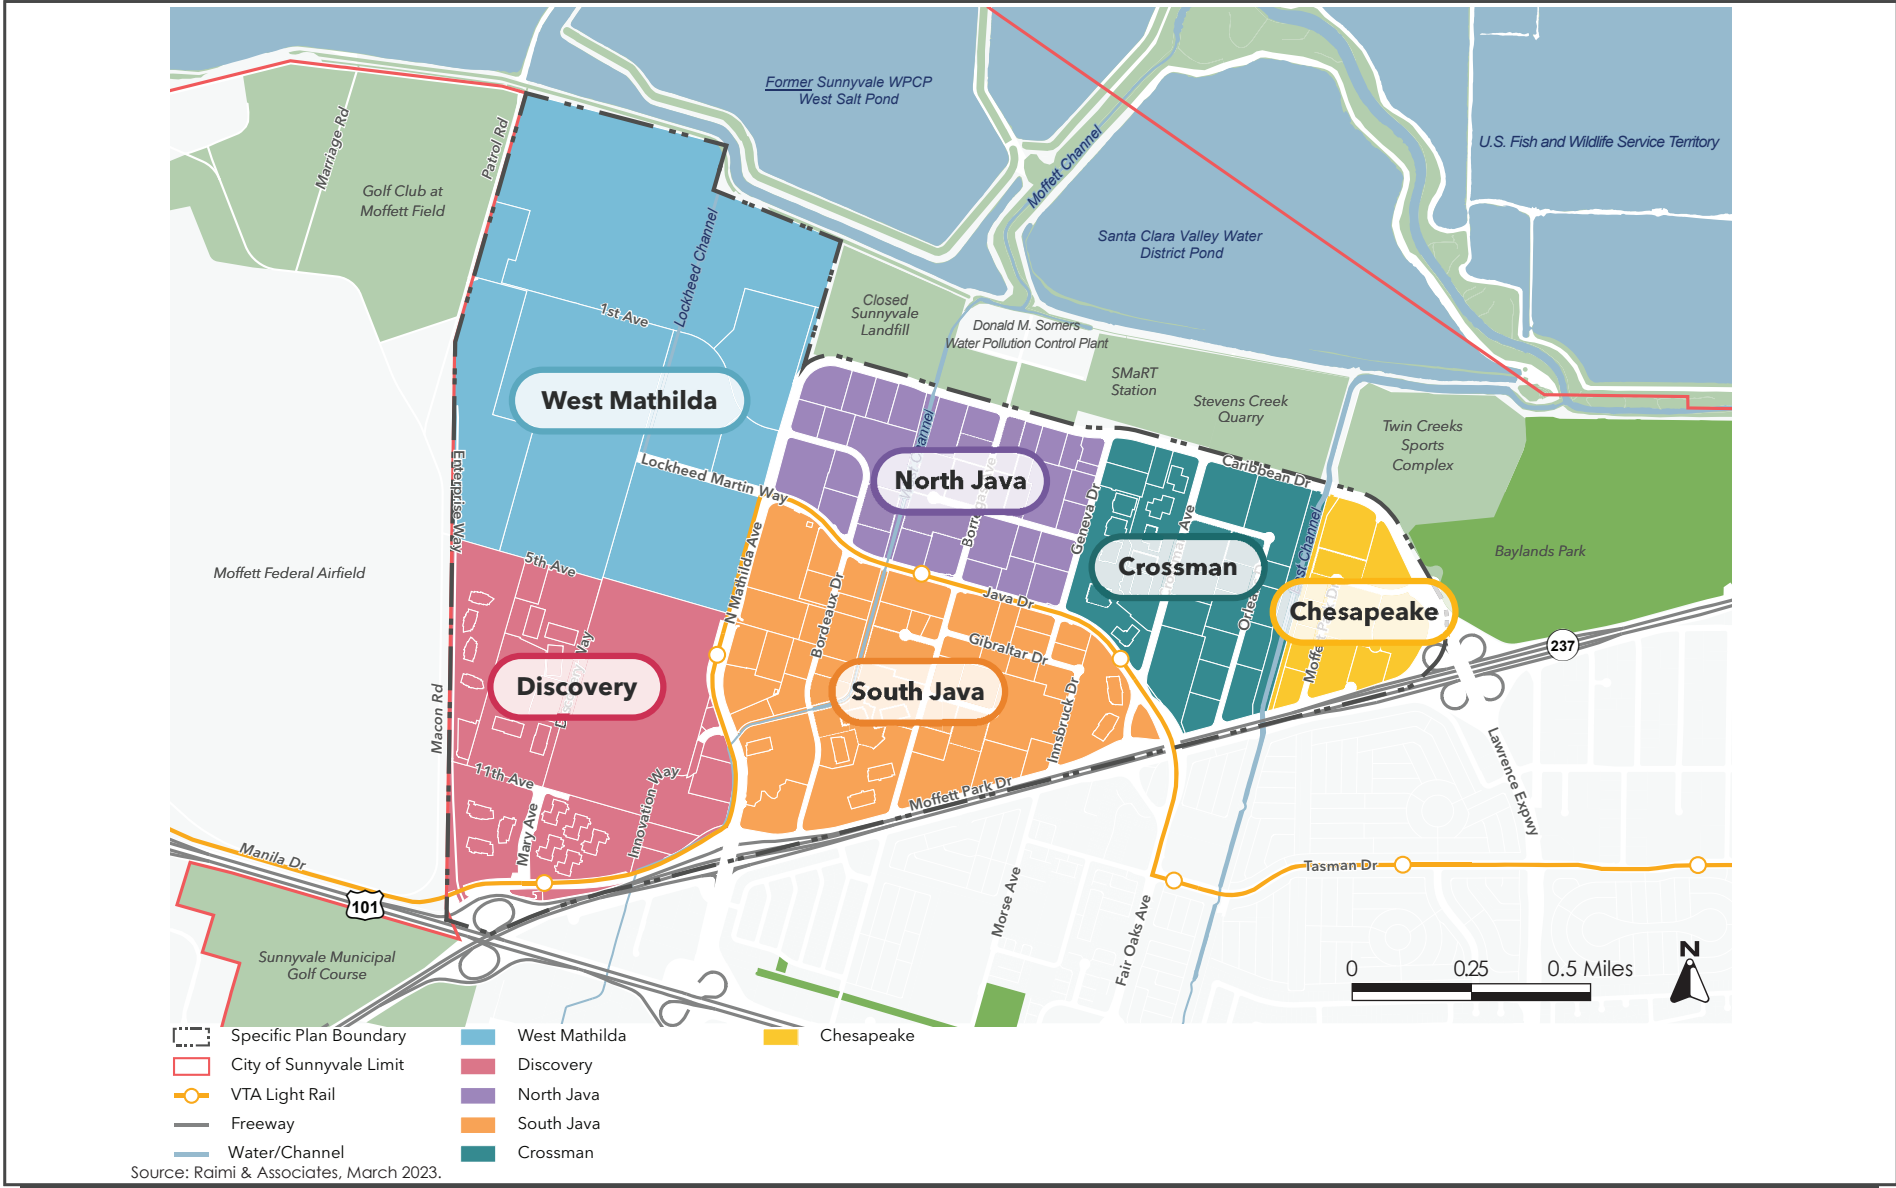 Former Sunnyvale WPCP
West Salt Pond
U.S. Fish and Wildlife Service Territory
Marriage Rd
Patrol Rd
Moffett Channel
Golf Club at
Moffett Field
Lockheed Channel
Santa Clara Valley Water
District Pond
1st Ave
Closed
Sunnyvale
Landfill
Donald M. Somers
Water Pollution Control Plant
SMaRT
Station
Stevens Creek
Quarry
Twin Creeks
Sports
Complex
West Mathilda
Lockheed Martin Way
North Java
Caribbean Dr
Enterprise Way
Geneva Dr
Moffett Federal Airfield
5th Ave
N Mathilda Ave
Bordeaux Dr
Java Dr
Crossman
Baylands Park
Chesapeake
Gibraltar Dr
237
Discovery
South Java
Macon Rd
Innsbruck Dr
11th Ave
Mary Ave
Innovation Way
Moffett Park Dr
Lawrence Expwy
Manila Dr
101
Tasman Dr
Morse Ave
Fair Oaks Ave
Sunnyvale Municipal
Golf Course
N
0 0.25 0.5 Miles
Specific Plan Boundary
City of Sunnyvale Limit
VTA Light Rail
Freeway
Water/Channel
West Mathilda
Discovery
North Java
South Java
Crossman
Chesapeake
Source: Raimi & Associates, March 2023.